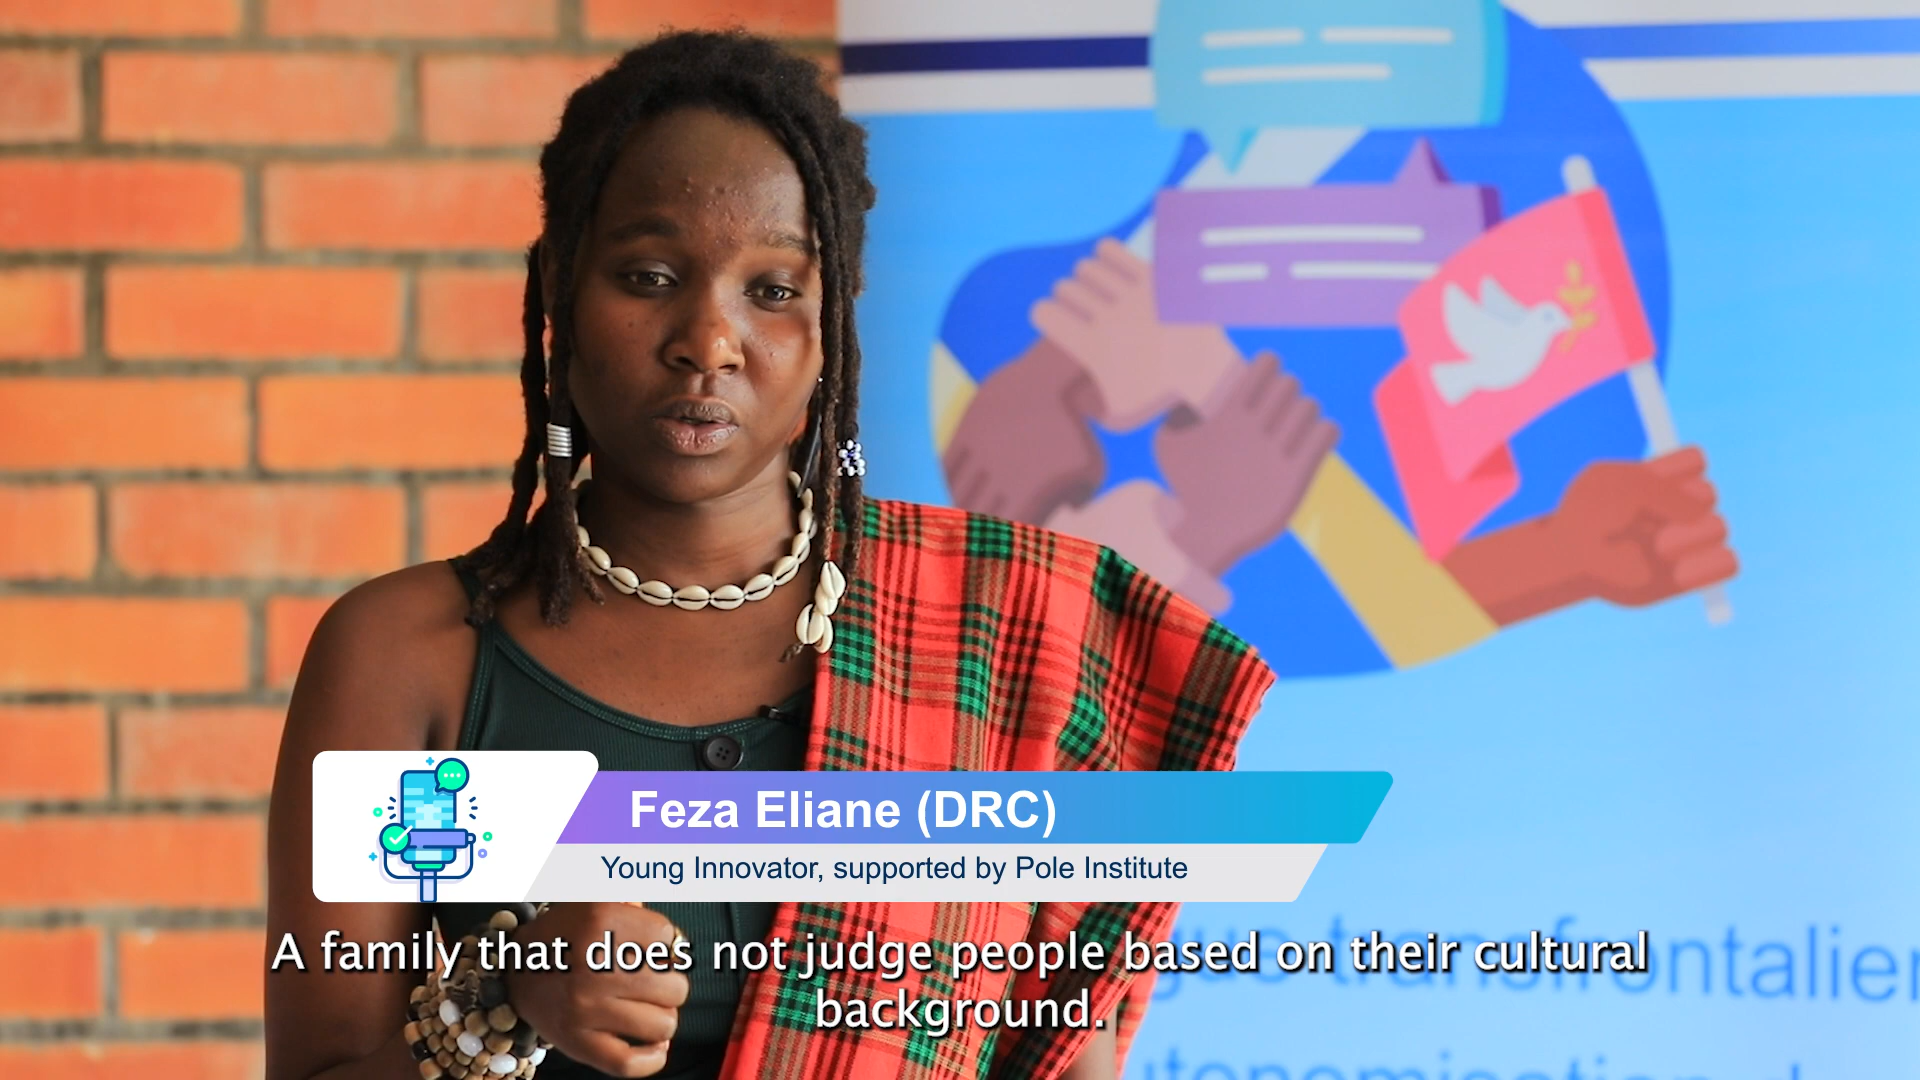 Feza Eliane (DRC)
Young Innovator, supported by Pole Institute
A family that does not judge people based on their cultural
background.